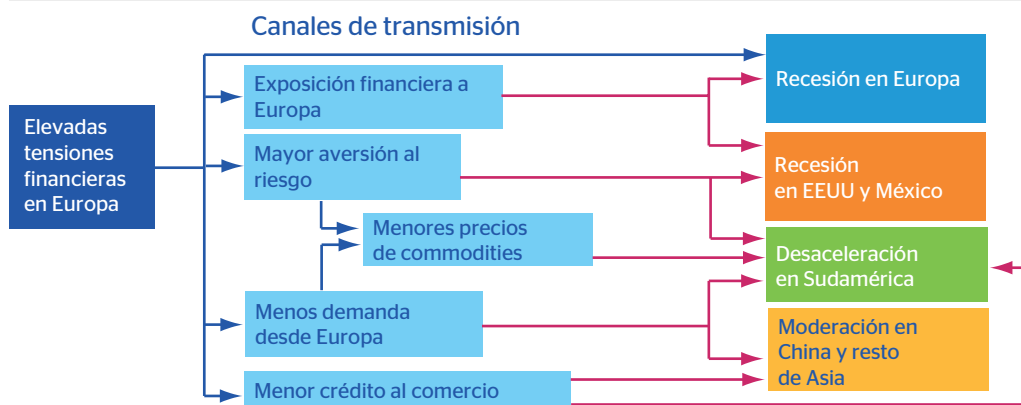 Canales de transmisión
Elevadas
tensiones
financieras
en Europa
Exposición financiera a
Europa
Mayor aversión al
riesgo
Menores precios
de commodities
Menos demanda
desde Europa
Menor crédito al comercio
Recesión en Europa
Recesión
en EEUU y México
Desaceleración
en Sudamérica
Moderación en
China y resto
de Asia